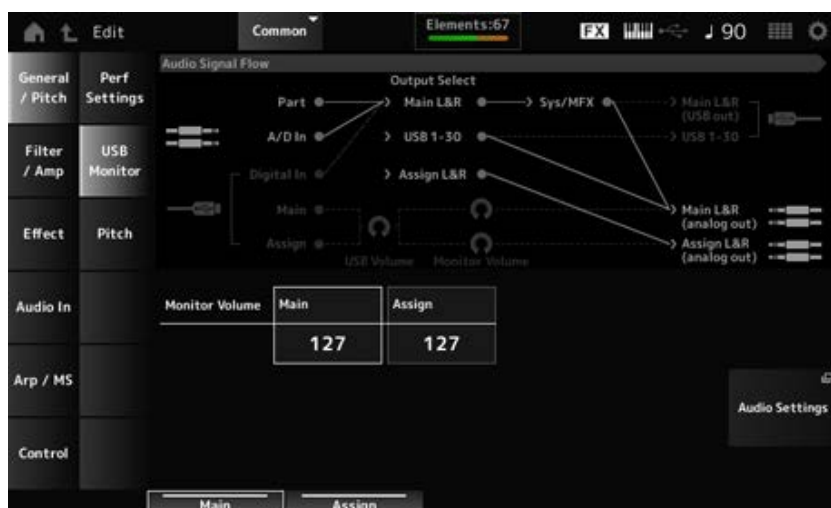 Edit
Common
Elements:67
FX
90
General
/ Pitch
Perf
Settings
Filter
/ Amp
USB
Monitor
Effect
Pitch
Audio In
Arp / MS
Control
Audio Signal Flow
Output Select
Part
Main L&R
Sys/MFX
Main L&R
(USB out)
A/D In
USB 1-30
USB 1-30
Digital In
Assign L&R
Main
Main L&R
(analog out)
Assign
Assign L&R
(analog out)
USB Volume
Monitor Volume
Monitor Volume
Main
Assign
127
127
Audio Settings
Main
Assign